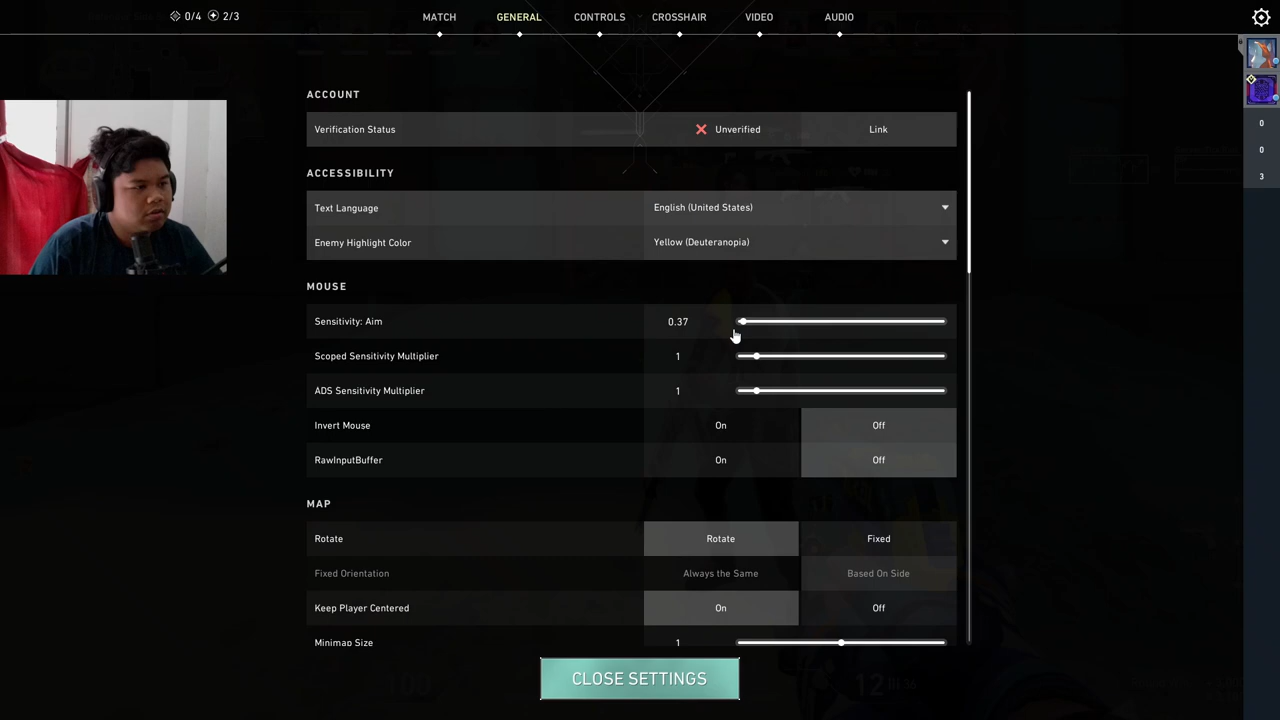 0/4 2/3 MATCH GENERAL CONTROLS CROSSHAIR VIDEO AUDIO
ACCOUNT
Verification Status Unverified Link
ACCESSIBILITY
Text Language English (United States)
Enemy Highlight Color Yellow (Deuteranopia)
MOUSE
Sensitivity: Aim 0.37
Scoped Sensitivity Multiplier 1
ADS Sensitivity Multiplier 1
Invert Mouse On Off
RawInputBuffer On Off
MAP
Rotate Rotate Fixed
Fixed Orientation Always the Same Based On Side
Keep Player Centered On Off
Minimap Size 1
CLOSE SETTINGS
0
0
3
100
12